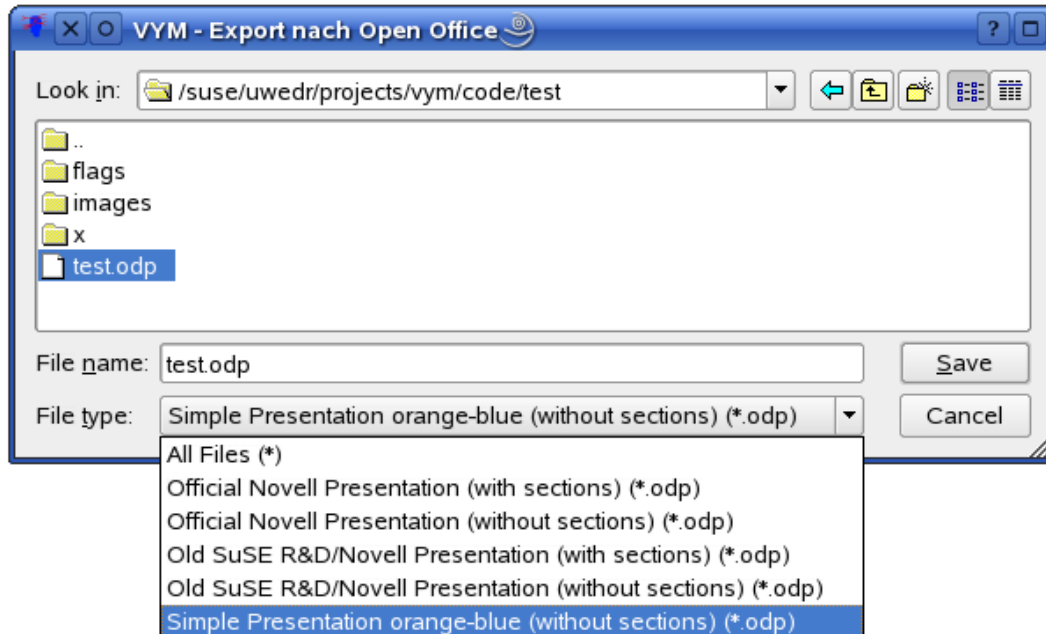 VYM - Export nach Open Office
Look in: /suse/uwedr/projects/vym/code/test
..
flags
images
x
test.odp
File name: test.odp Save
File type: Simple Presentation orange-blue (without sections) (*.odp) Cancel
All Files (*)
Official Novell Presentation (with sections) (*.odp)
Official Novell Presentation (without sections) (*.odp)
Old SuSE R&D/Novell Presentation (with sections) (*.odp)
Old SuSE R&D/Novell Presentation (without sections) (*.odp)
Simple Presentation orange-blue (without sections) (*.odp)